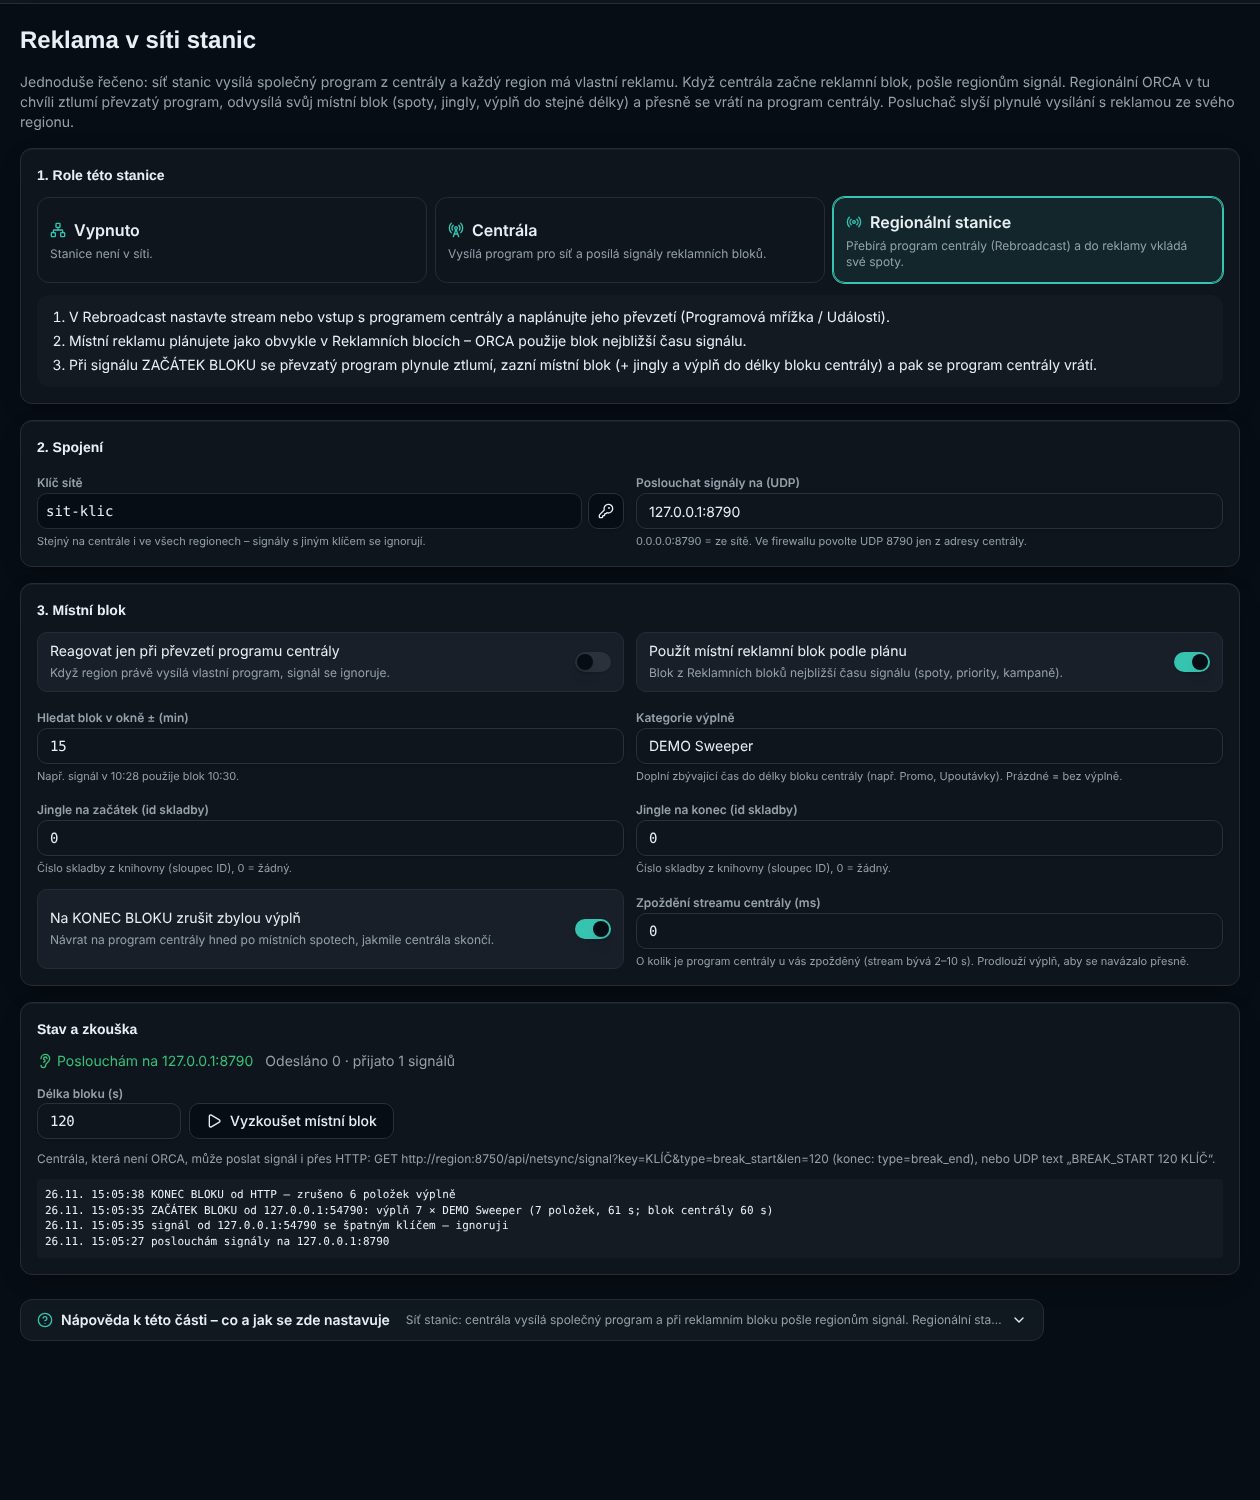 Reklama v síti stanic
Jednoduše řečeno: síť stanic vysílá společný program z centrály a každý region má vlastní reklamu. Když centrála začne reklamní blok, pošle regionům signál. Regionální ORCA v tu
chvíli ztlumí převzatý program, odvysílá svůj místní blok (spoty, jingly, výplň do stejné délky) a přesně se vrátí na program centrály. Posluchač slyší plynulé vysílání s reklamou ze svého
regionu.
1. Role této stanice
Vypnuto
Stanice není v síti.
Centrála
Vysílá program pro síť a posílá signály reklamních bloků.
Regionální stanice
Přebírá program centrály (Rebroadcast) a do reklamy vkládá
své spoty.
1. V Rebroadcast nastavte stream nebo vstup s programem centrály a naplánujte jeho převzetí (Programová mřížka / Události).
2. Místní reklamu plánujete jako obvykle v Reklamních blocích – ORCA použije blok nejbližší času signálu.
3. Při signálu ZAČÁTEK BLOKU se převzatý program plynule ztlumí, zazní místní blok (+ jingly a výplň do délky bloku centrály) a pak se program centrály vrátí.
2. Spojení
Klíč sítě
sit-klic
Stejný na centrále i ve všech regionech – signály s jiným klíčem se ignorují.
Poslouchat signály na (UDP)
127.0.0.1:8790
0.0.0.0:8790 = ze sítě. Ve firewallu povolte UDP 8790 jen z adresy centrály.
3. Místní blok
Reagovat jen při převzetí programu centrály
Když region právě vysílá vlastní program, signál se ignoruje.
Použít místní reklamní blok podle plánu
Blok z Reklamních bloků nejbližší času signálu (spoty, priority, kampaně).
Hledat blok v okně ± (min)
15
Např. signál v 10:28 použije blok 10:30.
Kategorie výplně
DEMO Sweeper
Doplní zbývající čas do délky bloku centrály (např. Promo, Upoutávky). Prázdné = bez výplně.
Jingle na začátek (id skladby)
0
Číslo skladby z knihovny (sloupec ID), 0 = žádný.
Jingle na konec (id skladby)
0
Číslo skladby z knihovny (sloupec ID), 0 = žádný.
Na KONEC BLOKU zrušit zbylou výplň
Návrat na program centrály hned po místních spotech, jakmile centrála skončí.
Zpoždění streamu centrály (ms)
0
O kolik je program centrály u vás zpožděný (stream bývá 2–10 s). Prodlouží výplň, aby se navázalo přesně.
Stav a zkouška
Poslouchám na 127.0.0.1:8790 Odesláno 0 · přijato 1 signálů
Délka bloku (s)
120
Vyzkoušet místní blok
Centrála, která není ORCA, může poslat signál i přes HTTP: GET http://region:8750/api/netsync/signal?key=KLÍČ&type=break_start&len=120 (konec: type=break_end), nebo UDP text „BREAK_START 120 KLÍČ“.
26.11. 15:05:38 KONEC BLOKU od HTTP — zrušeno 6 položek výplně
26.11. 15:05:35 ZAČÁTEK BLOKU od 127.0.0.1:54790: výplň 7 × DEMO Sweeper (7 položek, 61 s; blok centrály 60 s)
26.11. 15:05:35 signál od 127.0.0.1:54790 se špatným klíčem — ignoruji
26.11. 15:05:27 poslouchám signály na 127.0.0.1:8790
Nápověda k této části – co a jak se zde nastavuje Síť stanic: centrála vysílá společný program a při reklamním bloku pošle regionům signál. Regionální sta...